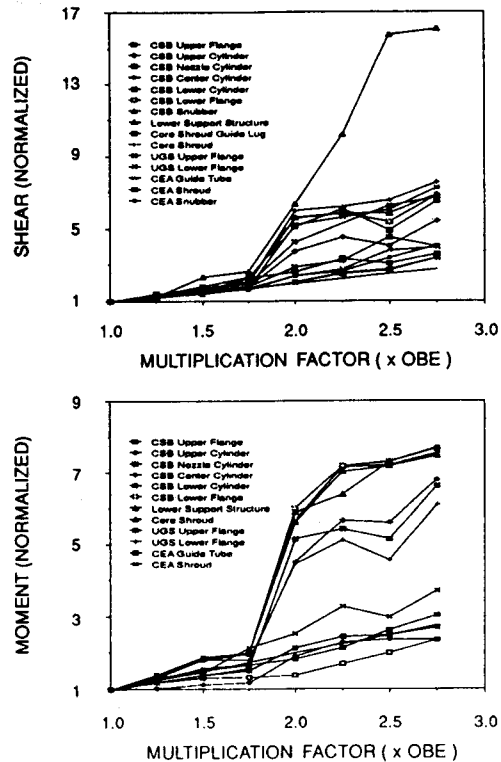 17
13
9
5
1
SHEAR (NORMALIZED)
CSB Upper Flange
CSB Upper Cylinder
CSB Nozzle Cylinder
CSB Center Cylinder
CSB Lower Cylinder
CSB Lower Flange
CSB Snubber
Lower Support Structure
Core Shroud Guide Lug
Core Shroud
UGS Upper Flange
UGS Lower Flange
CEA Guide Tube
CEA Shroud
CEA Snubber
1.0 1.5 2.0 2.5 3.0
MULTIPLICATION FACTOR ( x OBE )
9
7
5
3
1
MOMENT (NORMALIZED)
CSB Upper Flange
CSB Upper Cylinder
CSB Nozzle Cylinder
CSB Center Cylinder
CSB Lower Cylinder
CSB Lower Flange
Lower Support Structure
Core Shroud
UGS Upper Flange
UGS Lower Flange
CEA Guide Tube
CEA Shroud
1.0 1.5 2.0 2.5 3.0
MULTIPLICATION FACTOR ( x OBE )